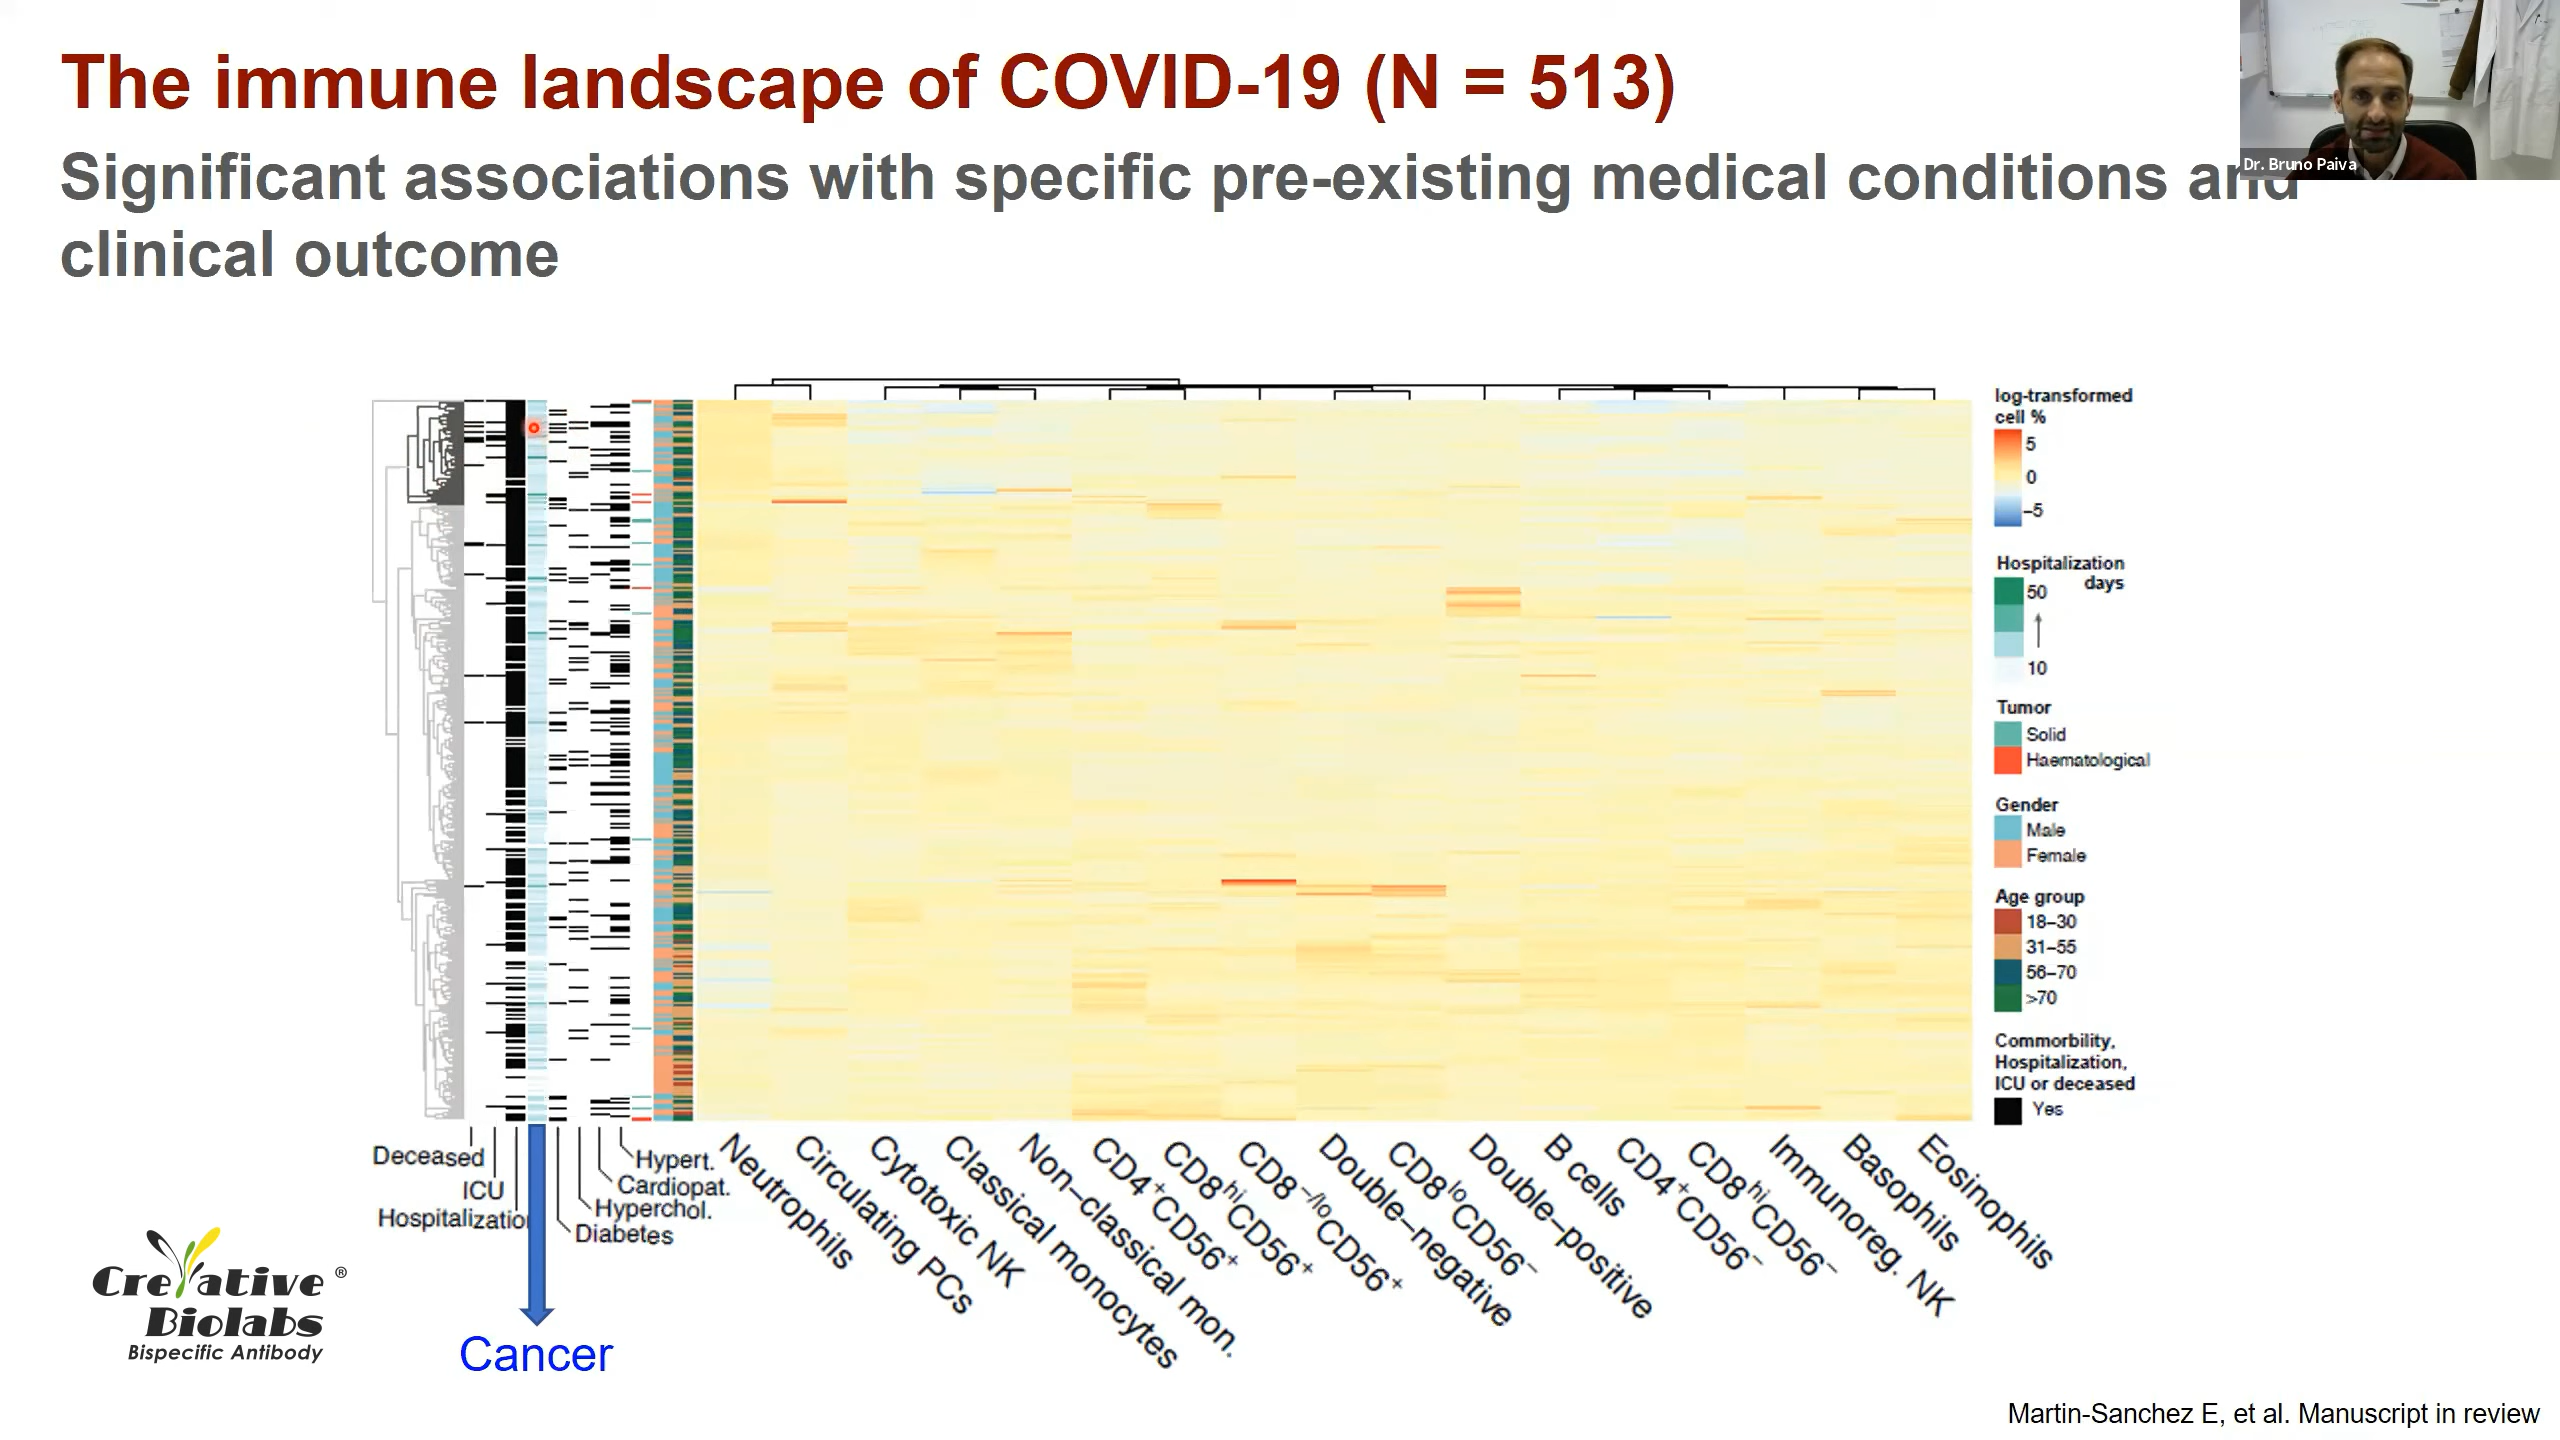 The immune landscape of COVID-19 (N = 513)
Dr. Bruno Paiva
Significant associations with specific pre-existing medical conditions and
clinical outcome
log-transformed
cell %
5
0
-5
Hospitalization
days
50
10
Tumor
Solid
Haematological
Gender
Male
Female
Age group
18–30
31–55
56–70
>70
Commorbility,
Hospitalization,
ICU or deceased
Yes
Deceased
ICU
Hospitalization
Hypert.
Cardiopat.
Hyperchol.
Diabetes
Neutrophils
Circulating PCs
Cytotoxic NK
Classical monocytes
Non–classical mon.
CD4⁺CD56⁺
CD8ʰⁱCD56⁺
CD8⁻/ˡᵒCD56⁺
Double–negative
CD8ˡᵒCD56⁻
Double–positive
B cells
CD4⁺CD56⁻
CD8ʰⁱCD56⁻
Immunoreg. NK
Basophils
Eosinophils
Creative ®
Biolabs
Bispecific Antibody
Cancer
Martin-Sanchez E, et al. Manuscript in review